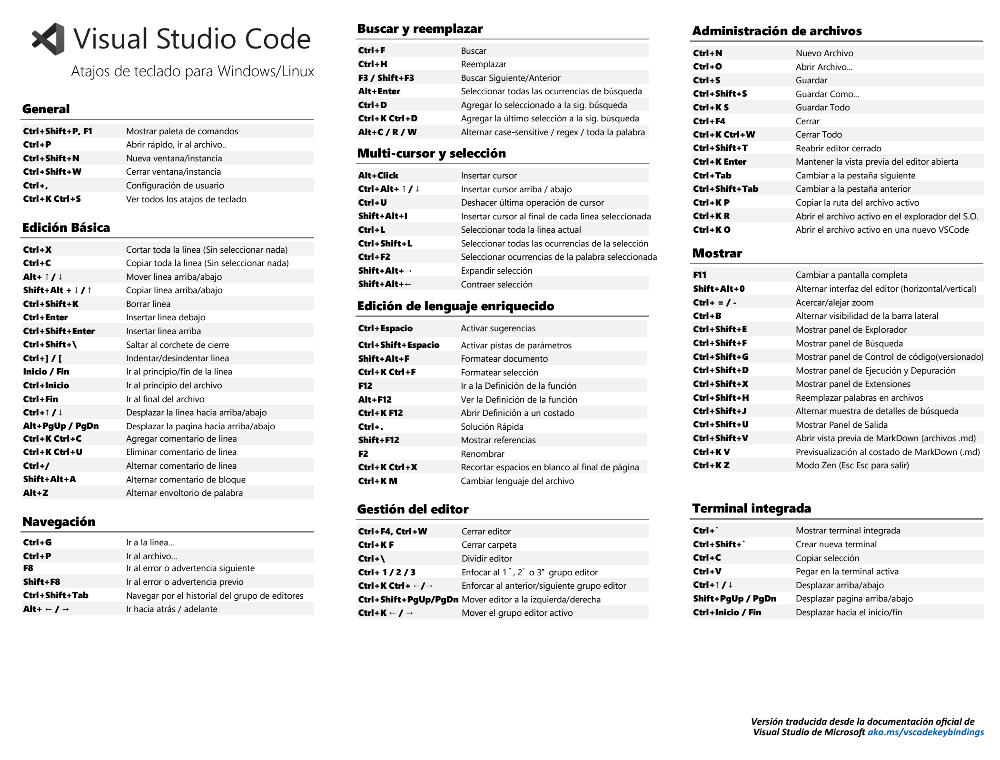 Visual Studio Code
Atajos de teclado para Windows/Linux
General
Ctrl+Shift+P, F1 Mostrar paleta de comandos
Ctrl+P Abrir rápido, ir al archivo..
Ctrl+Shift+N Nueva ventana/instancia
Ctrl+Shift+W Cerrar ventana/instancia
Ctrl+, Configuración de usuario
Ctrl+K Ctrl+S Ver todos los atajos de teclado
Edición Básica
Ctrl+X Cortar toda la linea (Sin seleccionar nada)
Ctrl+C Copiar toda la linea (Sin seleccionar nada)
Alt+ ↑ / ↓ Mover linea arriba/abajo
Shift+Alt + ↓ / ↑ Copiar linea arriba/abajo
Ctrl+Shift+K Borrar linea
Ctrl+Enter Insertar linea debajo
Ctrl+Shift+Enter Insertar linea arriba
Ctrl+Shift+\ Saltar al corchete de cierre
Ctrl+] / [ Indentar/desindentar linea
Inicio / Fin Ir al principio/fin de la linea
Ctrl+Inicio Ir al principio del archivo
Ctrl+Fin Ir al final del archivo
Ctrl+↑ / ↓ Desplazar la linea hacia arriba/abajo
Alt+PgUp / PgDn Desplazar la pagina hacia arriba/abajo
Ctrl+K Ctrl+C Agregar comentario de linea
Ctrl+K Ctrl+U Eliminar comentario de linea
Ctrl+/ Alternar comentario de linea
Shift+Alt+A Alternar comentario de bloque
Alt+Z Alternar envoltorio de palabra
Navegación
Ctrl+G Ir a la linea...
Ctrl+P Ir al archivo...
F8 Ir al error o advertencia siguiente
Shift+F8 Ir al error o advertencia previo
Ctrl+Shift+Tab Navegar por el historial del grupo de editores
Alt+ ← / → Ir hacia atrás / adelante
Buscar y reemplazar
Ctrl+F Buscar
Ctrl+H Reemplazar
F3 / Shift+F3 Buscar Siguiente/Anterior
Alt+Enter Seleccionar todas las ocurrencias de búsqueda
Ctrl+D Agregar lo seleccionado a la sig. búsqueda
Ctrl+K Ctrl+D Agregar la último selección a la sig. búsqueda
Alt+C / R / W Alternar case-sensitive / regex / toda la palabra
Multi-cursor y selección
Alt+Click Insertar cursor
Ctrl+Alt+ ↑ / ↓ Insertar cursor arriba / abajo
Ctrl+U Deshacer última operación de cursor
Shift+Alt+I Insertar cursor al final de cada linea seleccionada
Ctrl+L Seleccionar toda la linea actual
Ctrl+Shift+L Seleccionar todas las ocurrencias de la selección
Ctrl+F2 Seleccionar ocurrencias de la palabra seleccionada
Shift+Alt+→ Expandir selección
Shift+Alt+← Contraer selección
Edición de lenguaje enriquecido
Ctrl+Espacio Activar sugerencias
Ctrl+Shift+Espacio Activar pistas de parámetros
Shift+Alt+F Formatear documento
Ctrl+K Ctrl+F Formatear selección
F12 Ir a la Definición de la función
Alt+F12 Ver la Definición de la función
Ctrl+K F12 Abrir Definición a un costado
Ctrl+. Solución Rápida
Shift+F12 Mostrar referencias
F2 Renombrar
Ctrl+K Ctrl+X Recortar espacios en blanco al final de página
Ctrl+K M Cambiar lenguaje del archivo
Gestión del editor
Ctrl+F4, Ctrl+W Cerrar editor
Ctrl+K F Cerrar carpeta
Ctrl+\ Dividir editor
Ctrl+ 1 / 2 / 3 Enfocar al 1˚, 2˚ o 3° grupo editor
Ctrl+K Ctrl+ ←/→ Enforcar al anterior/siguiente grupo editor
Ctrl+Shift+PgUp/PgDn Mover editor a la izquierda/derecha
Ctrl+K ← / → Mover el grupo editor activo
Administración de archivos
Ctrl+N Nuevo Archivo
Ctrl+O Abrir Archivo...
Ctrl+S Guardar
Ctrl+Shift+S Guardar Como...
Ctrl+K S Guardar Todo
Ctrl+F4 Cerrar
Ctrl+K Ctrl+W Cerrar Todo
Ctrl+Shift+T Reabrir editor cerrado
Ctrl+K Enter Mantener la vista previa del editor abierta
Ctrl+Tab Cambiar a la pestaña siguiente
Ctrl+Shift+Tab Cambiar a la pestaña anterior
Ctrl+K P Copiar la ruta del archivo activo
Ctrl+K R Abrir el archivo activo en el explorador del S.O.
Ctrl+K O Abrir el archivo activo en una nuevo VSCode
Mostrar
F11 Cambiar a pantalla completa
Shift+Alt+0 Alternar interfaz del editor (horizontal/vertical)
Ctrl+ = / - Acercar/alejar zoom
Ctrl+B Alternar visibilidad de la barra lateral
Ctrl+Shift+E Mostrar panel de Explorador
Ctrl+Shift+F Mostrar panel de Búsqueda
Ctrl+Shift+G Mostrar panel de Control de código(versionado)
Ctrl+Shift+D Mostrar panel de Ejecución y Depuración
Ctrl+Shift+X Mostrar panel de Extensiones
Ctrl+Shift+H Reemplazar palabras en archivos
Ctrl+Shift+J Alternar muestra de detalles de búsqueda
Ctrl+Shift+U Mostrar Panel de Salida
Ctrl+Shift+V Abrir vista previa de MarkDown (archivos .md)
Ctrl+K V Previsualización al costado de MarkDown (.md)
Ctrl+K Z Modo Zen (Esc Esc para salir)
Terminal integrada
Ctrl+` Mostrar terminal integrada
Ctrl+Shift+` Crear nueva terminal
Ctrl+C Copiar selección
Ctrl+V Pegar en la terminal activa
Ctrl+↑ / ↓ Desplazar arriba/abajo
Shift+PgUp / PgDn Desplazar pagina arriba/abajo
Ctrl+Inicio / Fin Desplazar hacia el inicio/fin
Versión traducida desde la documentación oficial de
Visual Studio de Microsoft aka.ms/vscodekeybindings